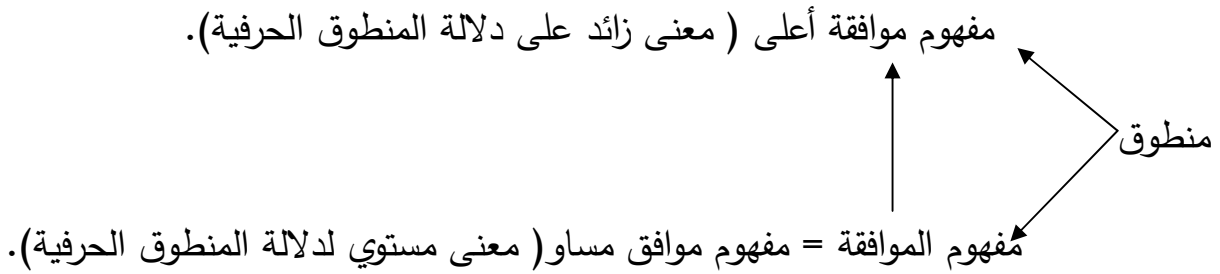 مفهوم موافقة أعلى ( معنى زائد على دلالة المنطوق الحرفية).
منطوق
مفهوم الموافقة = مفهوم موافق مساو( معنى مستوي لدلالة المنطوق الحرفية).